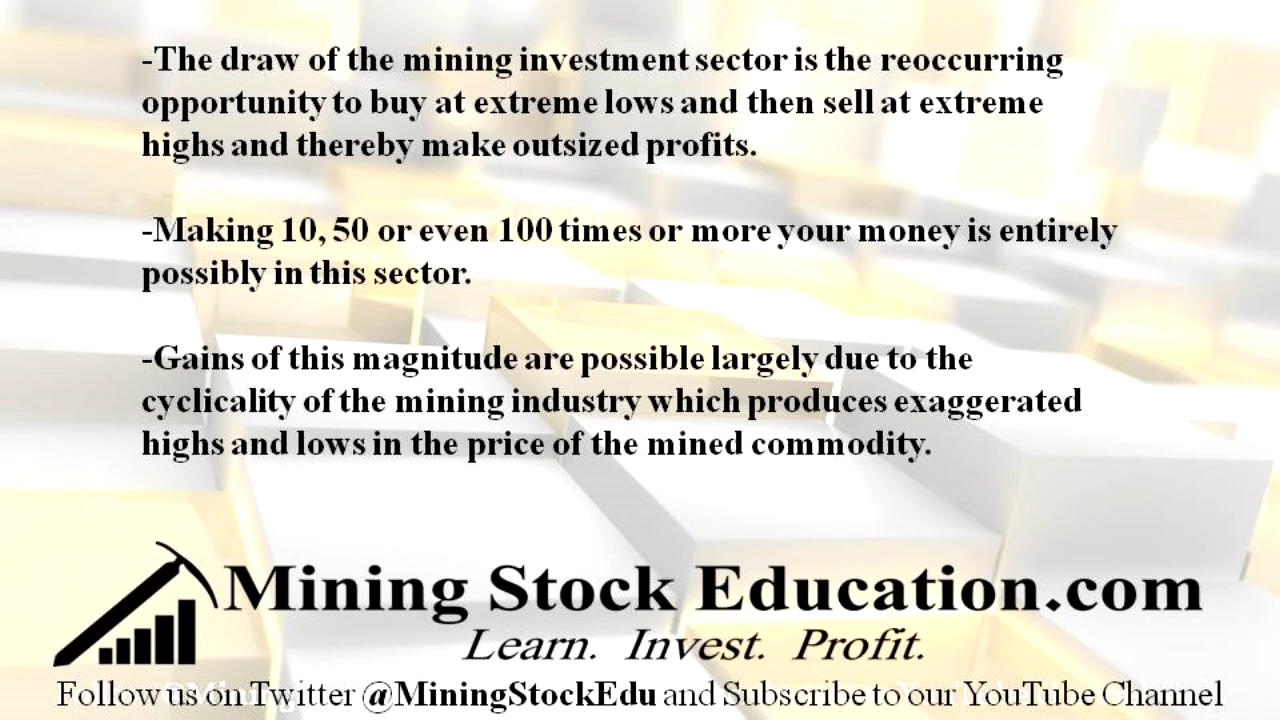 -The draw of the mining investment sector is the reoccurring
opportunity to buy at extreme lows and then sell at extreme
highs and thereby make outsized profits.
-Making 10, 50 or even 100 times or more your money is entirely
possibly in this sector.
-Gains of this magnitude are possible largely due to the
cyclicality of the mining industry which produces exaggerated
highs and lows in the price of the mined commodity.
Mining Stock Education.com
Learn. Invest. Profit.
Follow us on Twitter @MiningStockEdu and Subscribe to our YouTube Channel